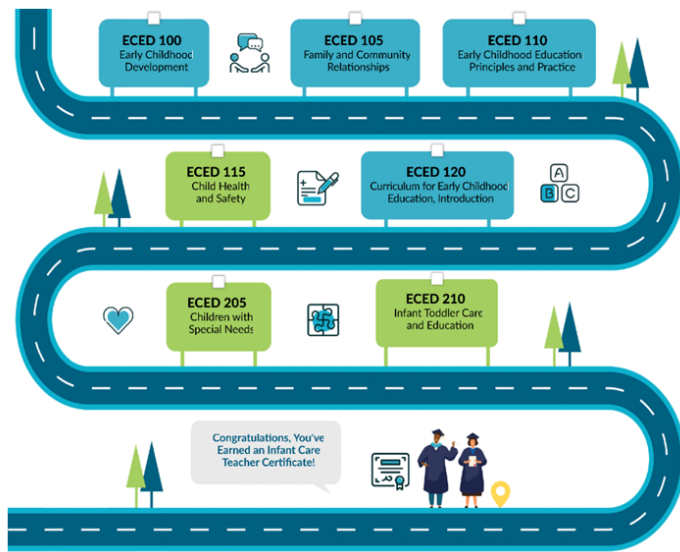 ECED 100
Early Childhood
Development
ECED 105
Family and Community
Relationships
ECED 110
Early Childhood Education
Principles and Practice
ECED 115
Child Health
and Safety
ECED 120
Curriculum for Early Childhood
Education, Introduction
A
B C
ECED 205
Children with
Special Needs
ECED 210
Infant Toddler Care
and Education
Congratulations, You've
Earned an Infant Care
Teacher Certificate!